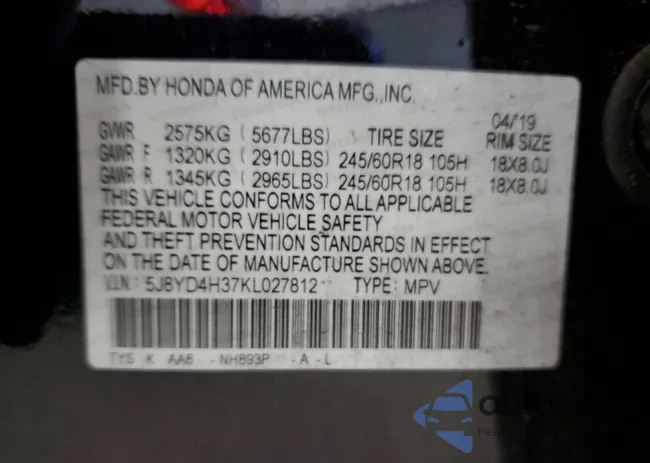 MFD.BY HONDA OF AMERICA MFG.,INC.
04/'19
GVWR 2575KG (5677LBS) TIRE SIZE RIM SIZE
GAWR F 1320KG (2910LBS) 245/60R18 105H 18X8.0J
GAWR R 1345KG (2965LBS) 245/60R18 105H 18X8.0J
THIS VEHICLE CONFORMS TO ALL APPLICABLE
FEDERAL MOTOR VEHICLE SAFETY
AND THEFT PREVENTION STANDARDS IN EFFECT
ON THE DATE OF MANUFACTURE SHOWN ABOVE.
V.I.N: 5J8YD4H37KL027812 TYPE: MPV
TYS K AA8 - NH893P - A - L